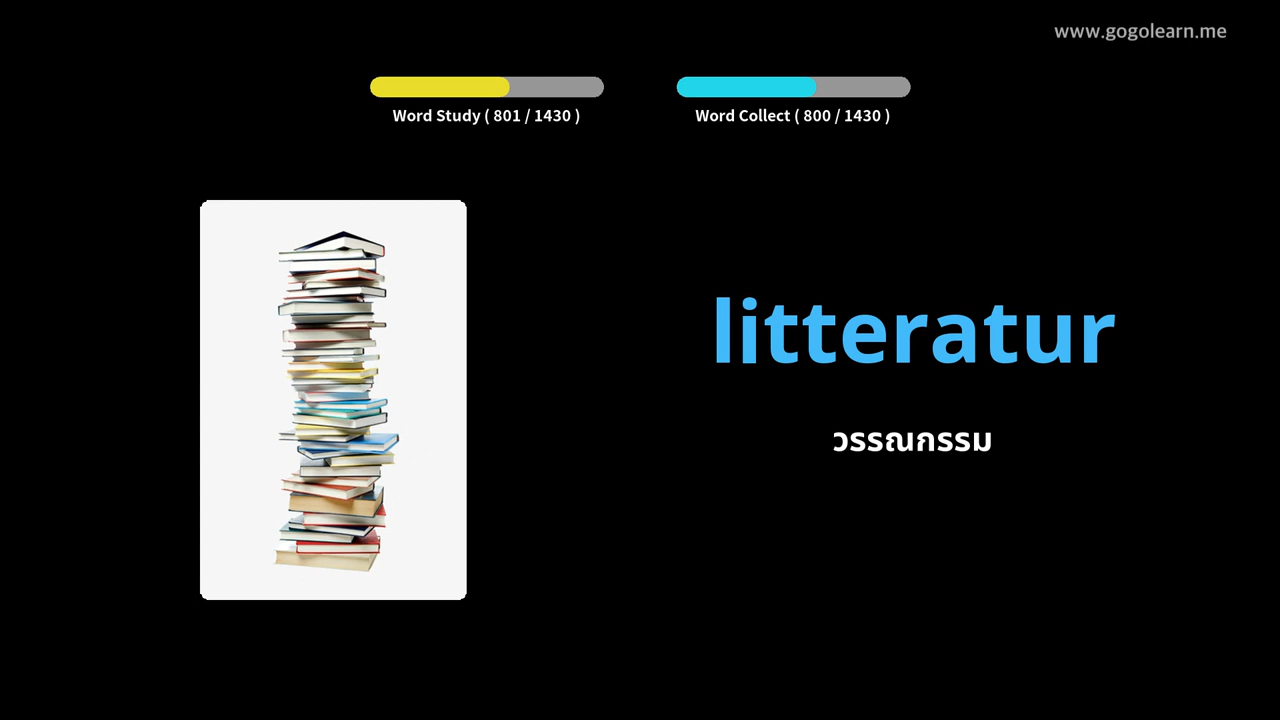 www.gogolearn.me
Word Study ( 801 / 1430 )
Word Collect ( 800 / 1430 )
litteratur
วรรณกรรม